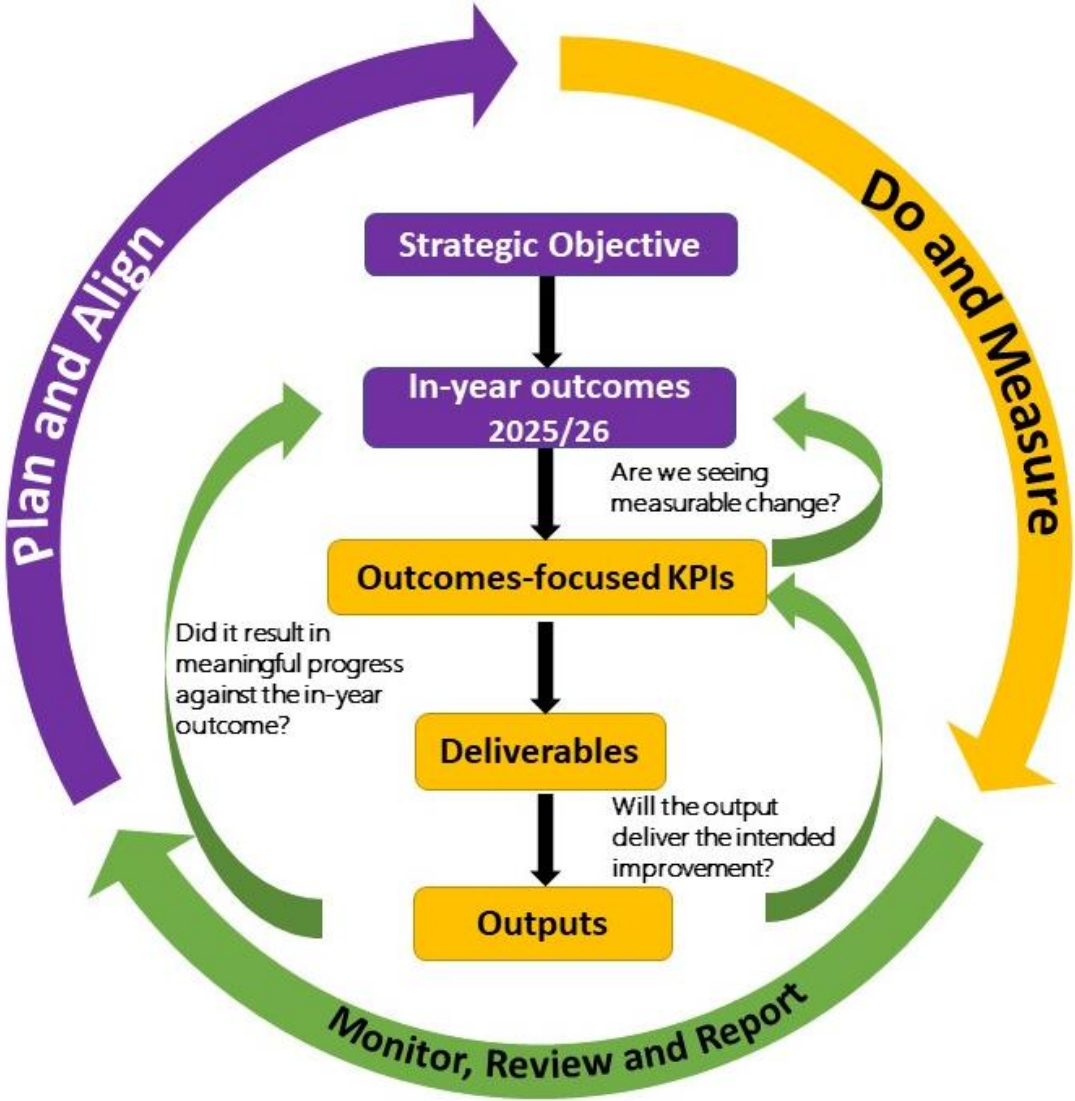 Plan and Align
Do and Measure
Strategic Objective
In-year outcomes
2025/26
Are we seeing
measurable change?
Outcomes-focused KPIs
Did it result in
meaningful progress
against the in-year
outcome?
Deliverables
Will the output
deliver the intended
improvement?
Outputs
Monitor, Review and Report